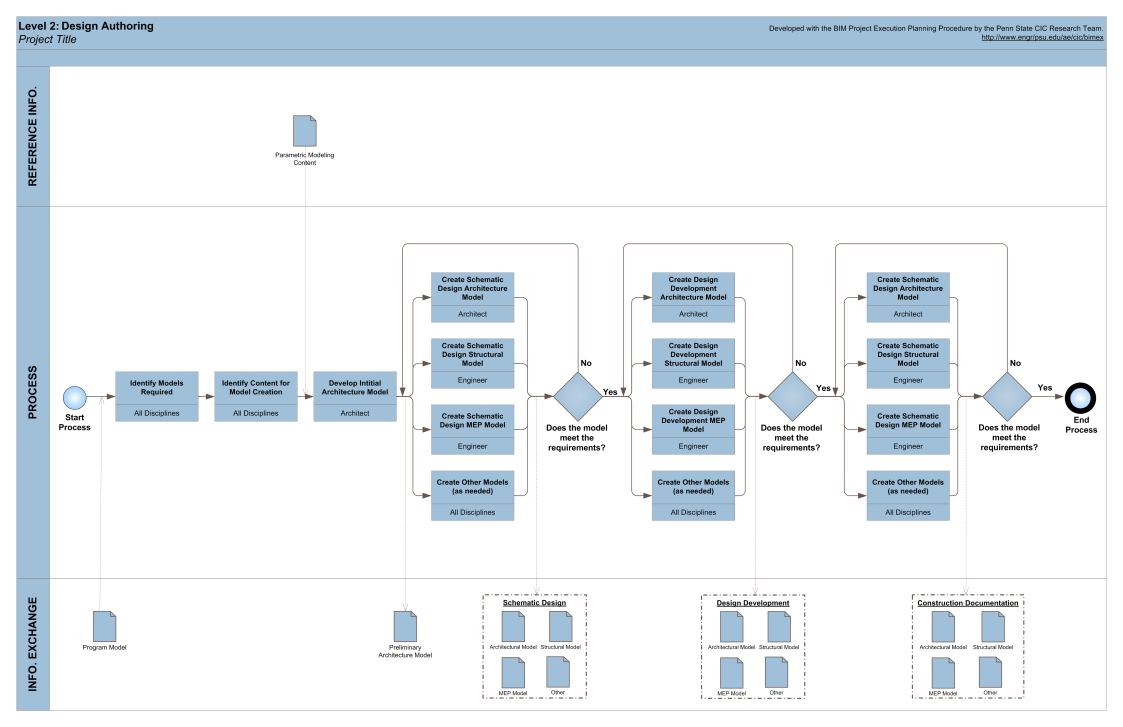 Level 2: Design Authoring
Project Title
Developed with the BIM Project Execution Planning Procedure by the Penn State CIC Research Team.
http://www.engr/psu.edu/ae/cic/bimex
REFERENCE INFO.
Parametric Modeling
Content
PROCESS
Start
Process
Identify Models
Required
All Disciplines
Identify Content for
Model Creation
All Disciplines
Develop Intitial
Architecture Model
Architect
Create Schematic
Design Architecture
Model
Architect
Create Schematic
Design Structural
Model
Engineer
Create Schematic
Design MEP Model
Engineer
Create Other Models
(as needed)
All Disciplines
No
Yes
Does the model
meet the
requirements?
Create Design
Development
Architecture Model
Architect
Create Design
Development
Structural Model
Engineer
Create Design
Development MEP
Model
Engineer
Create Other Models
(as needed)
All Disciplines
No
Yes
Does the model
meet the
requirements?
Create Schematic
Design Architecture
Model
Architect
Create Schematic
Design Structural
Model
Engineer
Create Schematic
Design MEP Model
Engineer
Create Other Models
(as needed)
All Disciplines
No
Yes
Does the model
meet the
requirements?
End
Process
INFO. EXCHANGE
Program Model
Preliminary
Architecture Model
Schematic Design
Architectural Model
Structural Model
MEP Model
Other
Design Development
Architectural Model
Structural Model
MEP Model
Other
Construction Documentation
Architectural Model
Structural Model
MEP Model
Other